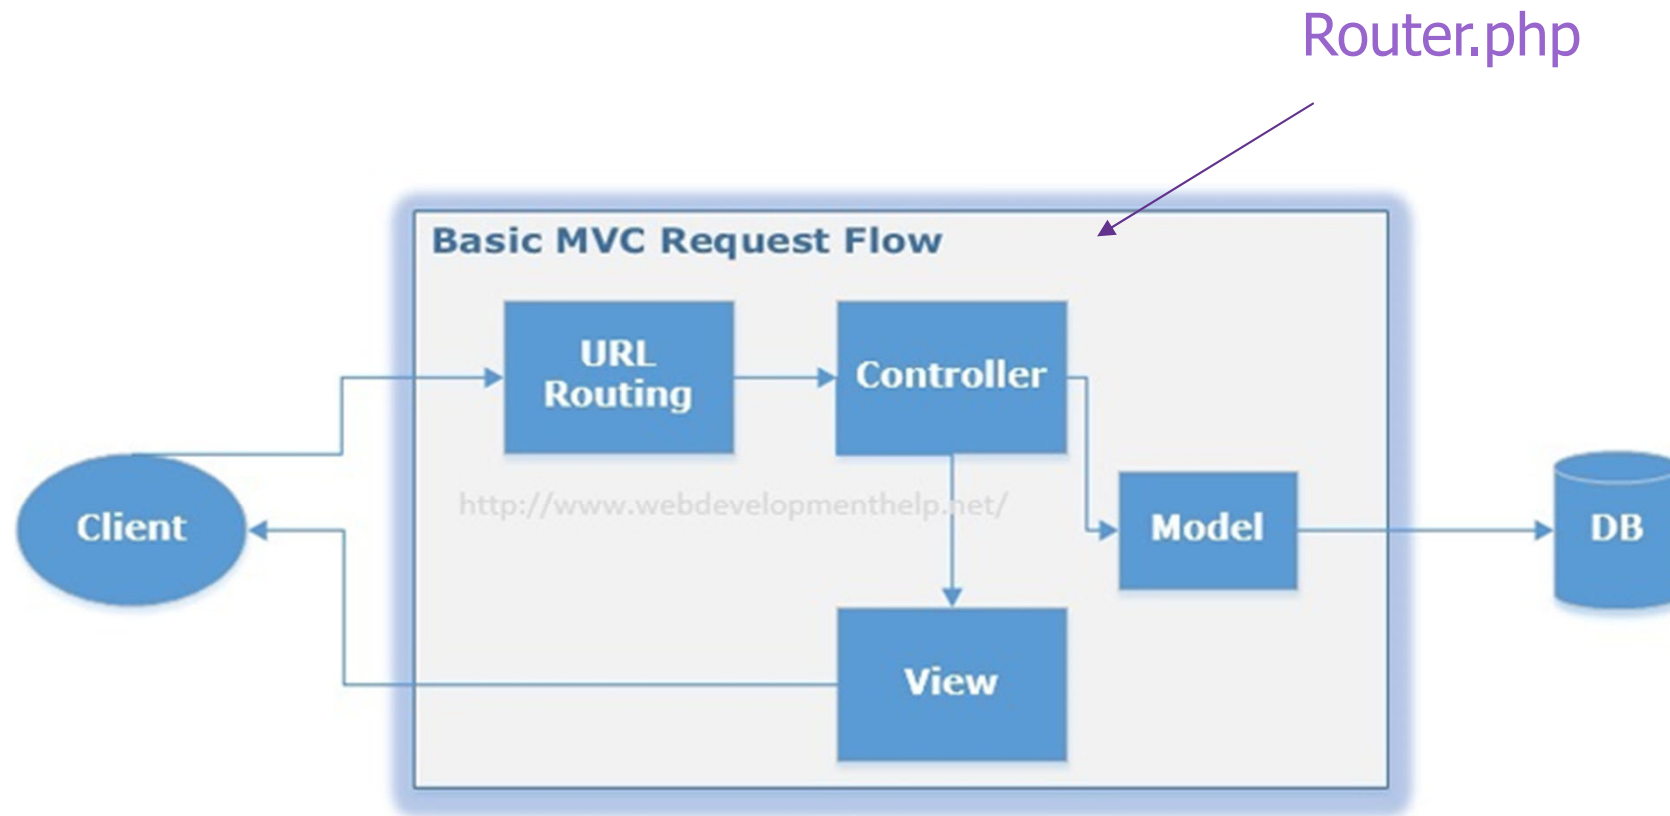 Router.php
Basic MVC Request Flow
URL
Routing
Controller
http://www.webdevelopmenthelp.net/
Client
Model
DB
View